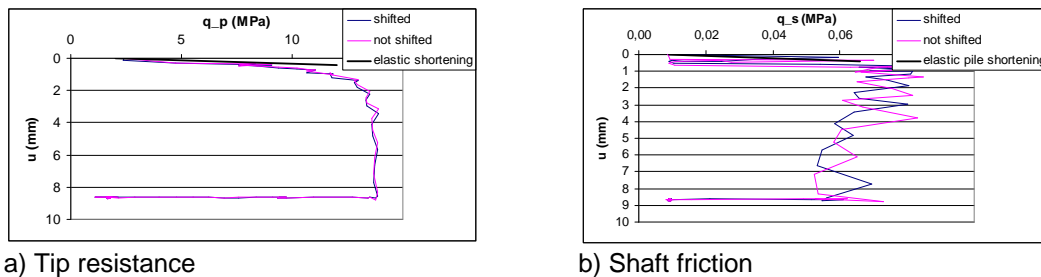 q_p (MPa)
0 5 10
shifted
not shifted
elastic shortening
u (mm)
0
2
4
6
8
10
a) Tip resistance
q_s (MPa)
0,00 0,02 0,04 0,06
shifted
not shifted
elastic pile shortening
u (mm)
0
1
2
3
4
5
6
7
8
9
10
b) Shaft friction